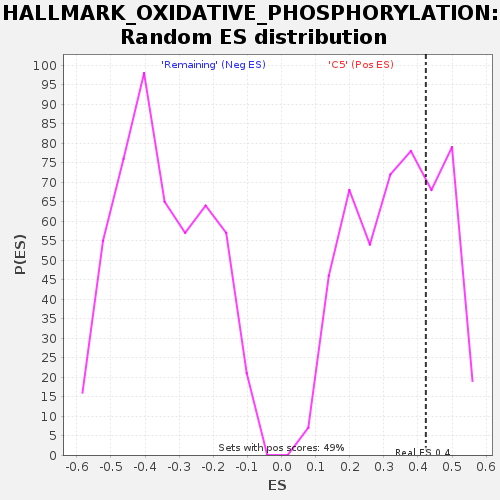 HALLMARK_OXIDATIVE_PHOSPHORYLATION:
Random ES distribution
'Remaining' (Neg ES) 'C5' (Pos ES)
100
95
90
85
80
75
70
65
60
55
50
45
40
35
30
25
20
15
10
5
0
P(ES)
Sets with pos scores: 49%
Real ES 0.4
-0.6 -0.5 -0.4 -0.3 -0.2 -0.1 0.0 0.1 0.2 0.3 0.4 0.5 0.6
ES